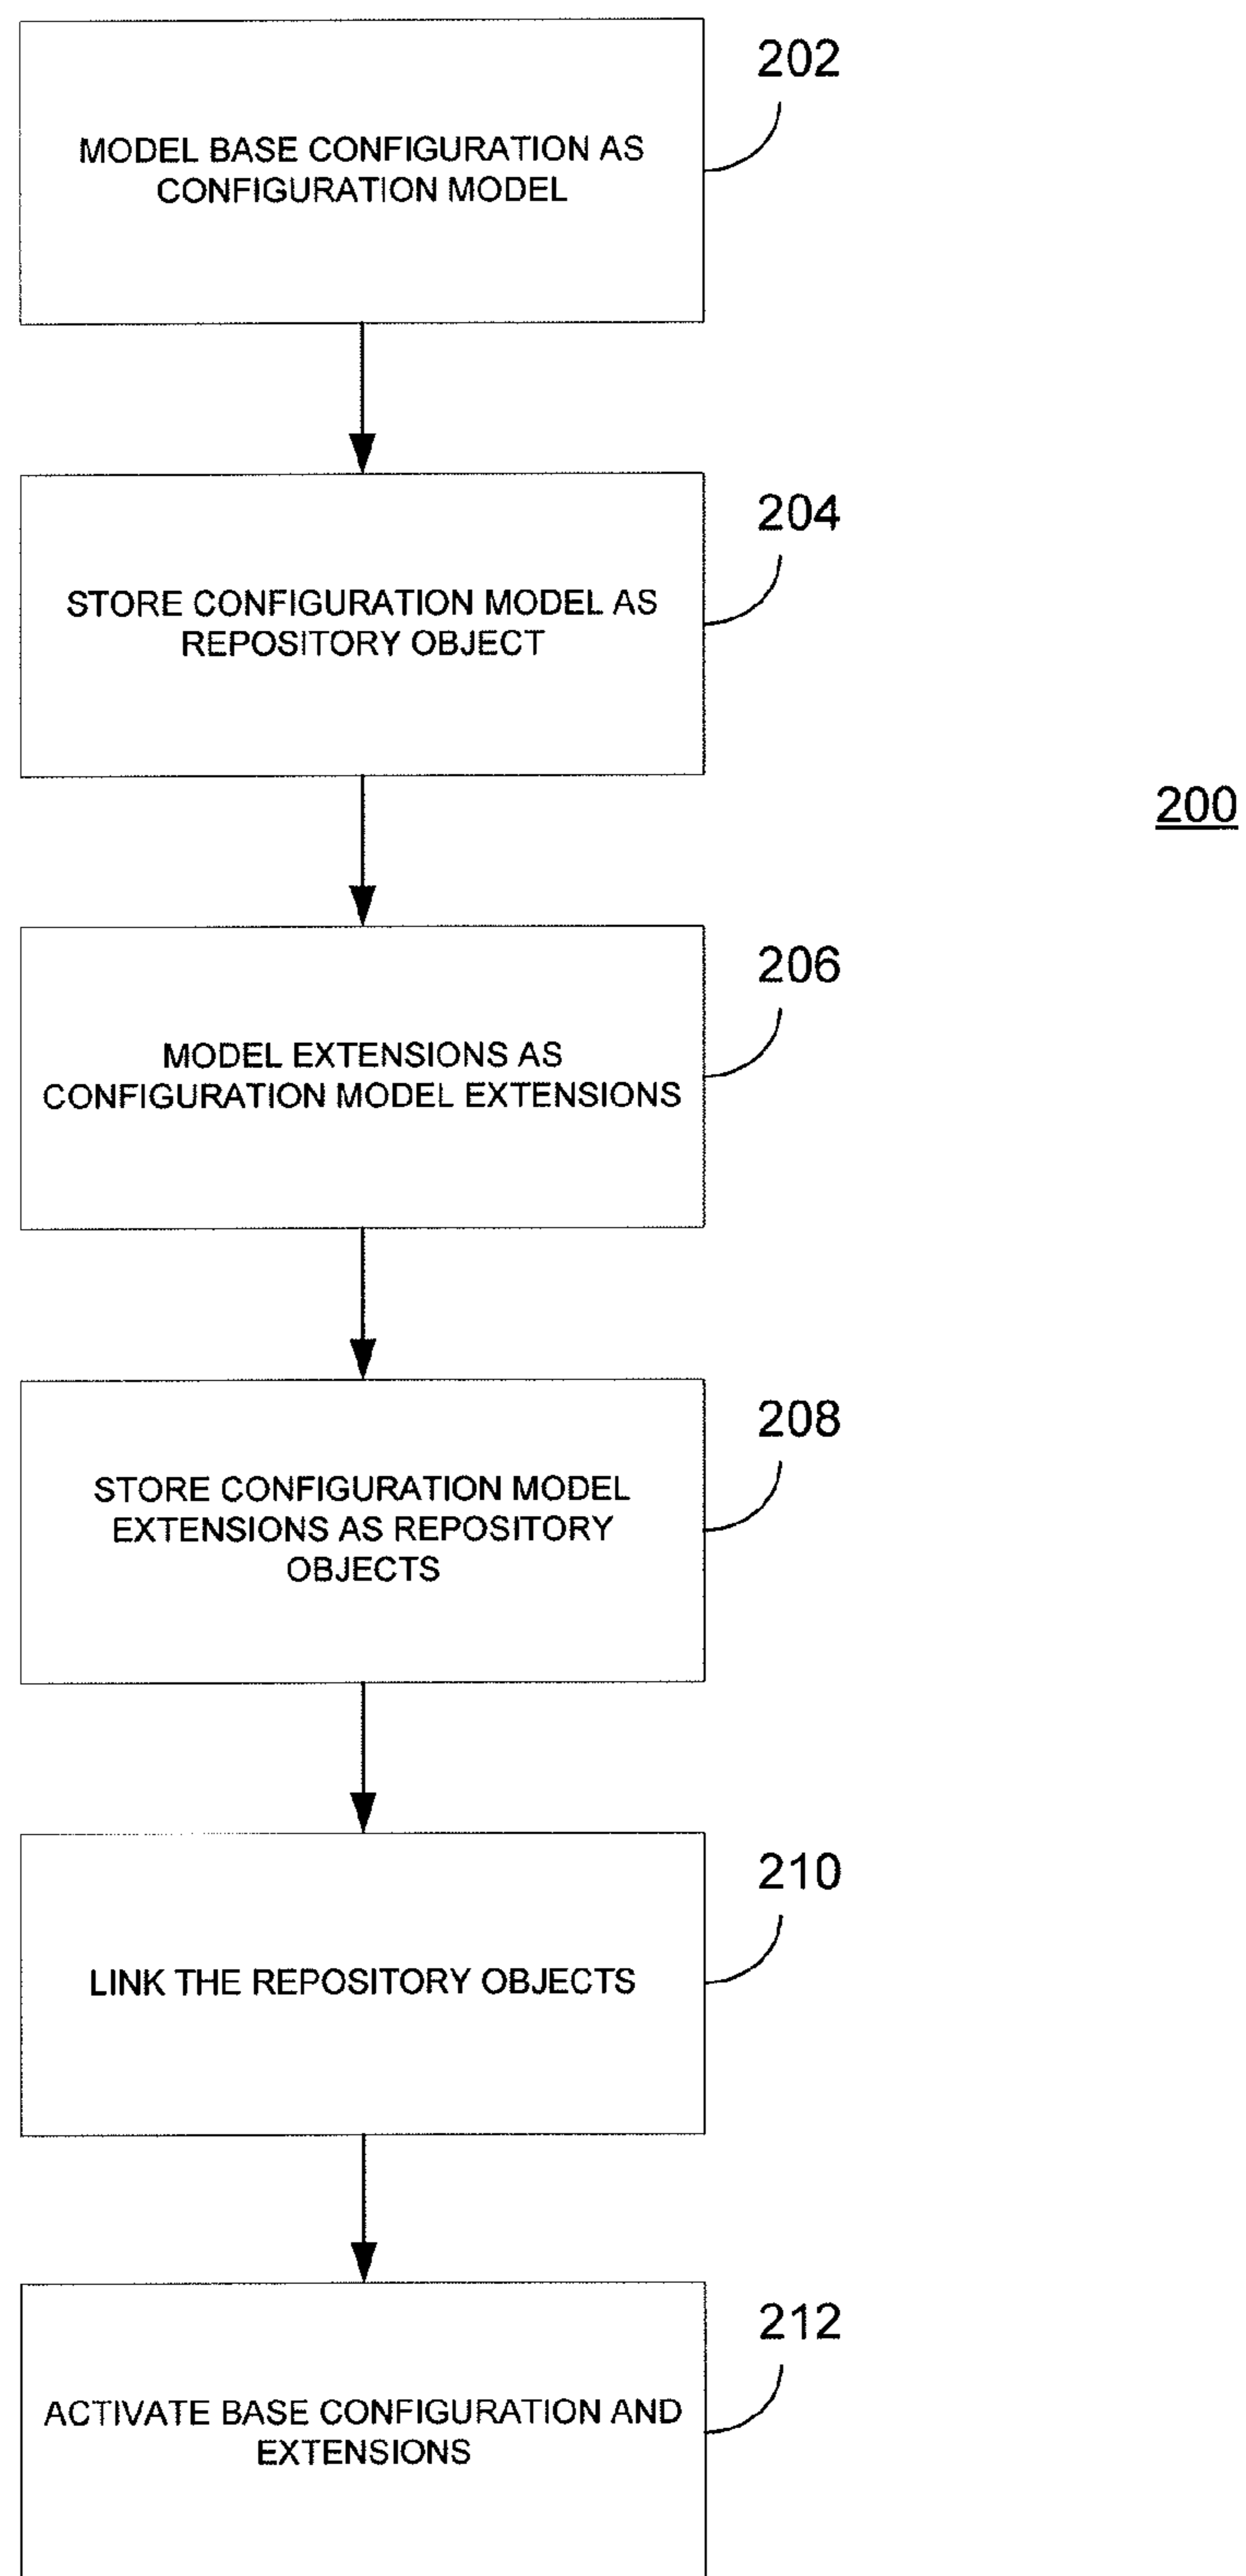 202
MODEL BASE CONFIGURATION AS
CONFIGURATION MODEL
204
STORE CONFIGURATION MODEL AS
REPOSITORY OBJECT
200
206
MODEL EXTENSIONS AS
CONFIGURATION MODEL EXTENSIONS
208
STORE CONFIGURATION MODEL
EXTENSIONS AS REPOSITORY
OBJECTS
210
LINK THE REPOSITORY OBJECTS
212
ACTIVATE BASE CONFIGURATION AND
EXTENSIONS